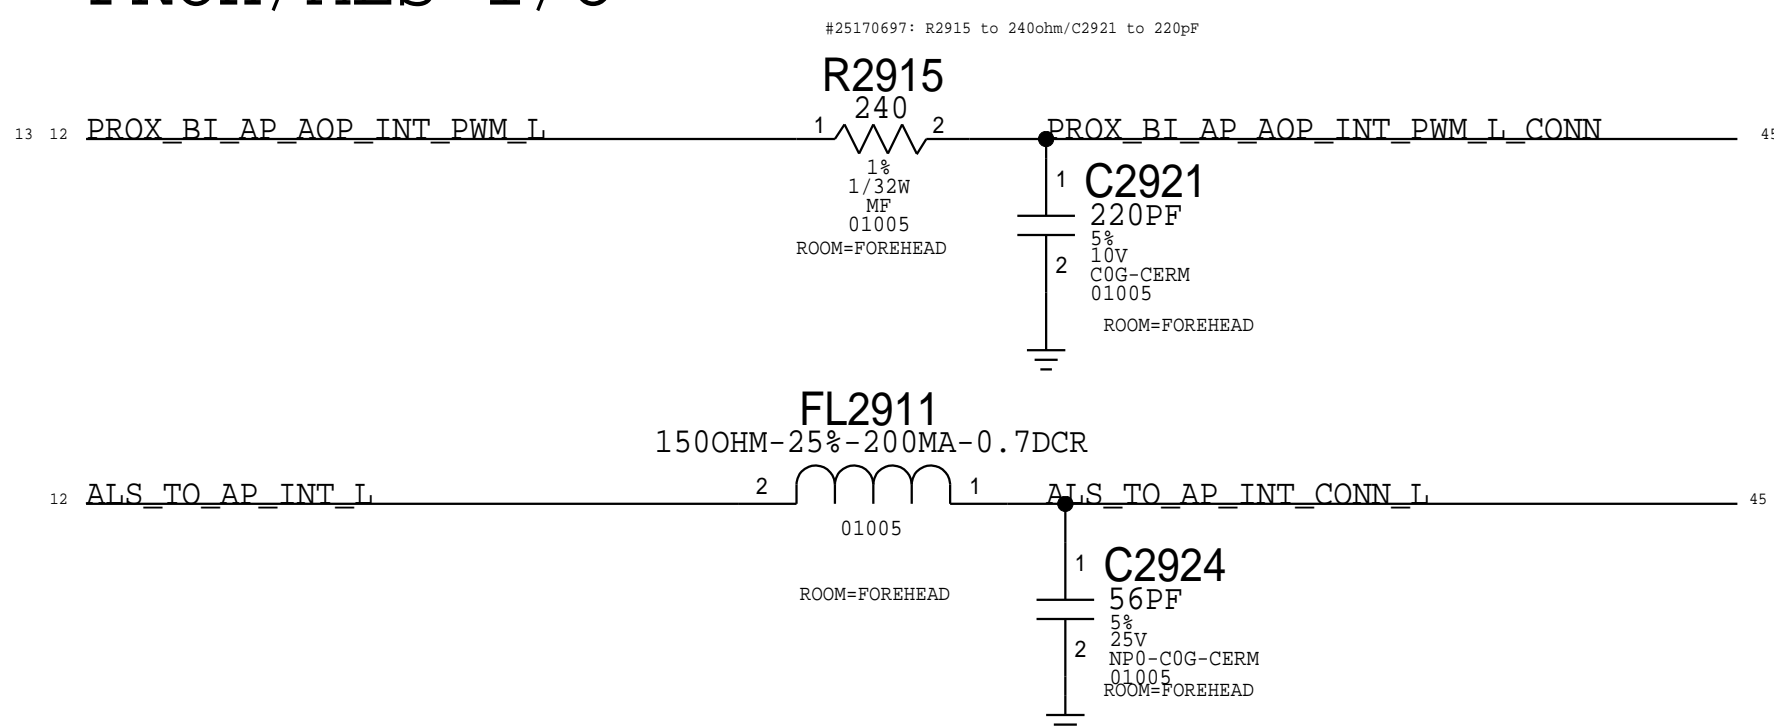 #25170697: R2915 to 240ohm/C2921 to 220pF
R2915
240
13 12 PROX_BI_AP_AOP_INT_PWM_L
1 2
PROX_BI_AP_AOP_INT_PWM_L_CONN
45
1%
1/32W
MF
01005
ROOM=FOREHEAD
1 C2921
220PF
5%
10V
2
C0G-CERM
01005
ROOM=FOREHEAD
FL2911
150OHM-25%-200MA-0.7DCR
12 ALS_TO_AP_INT_L
2 1
ALS_TO_AP_INT_CONN_L
45
01005
ROOM=FOREHEAD
1 C2924
56PF
5%
25V
2
NP0-C0G-CERM
01005
ROOM=FOREHEAD